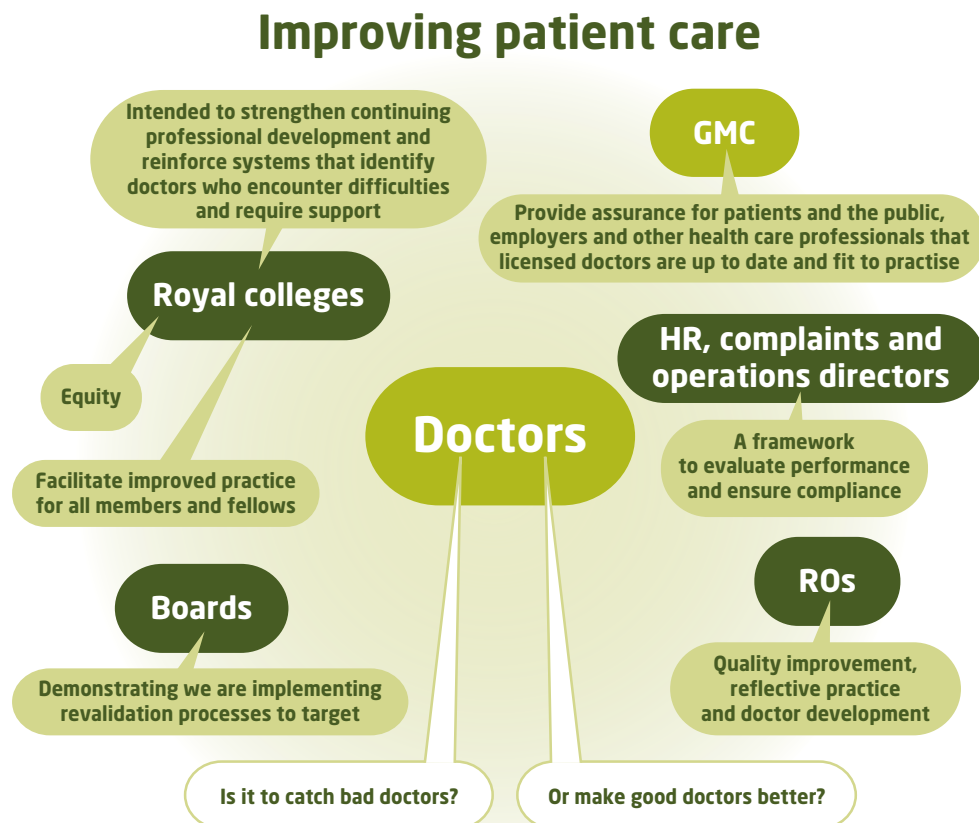 Improving patient care
Intended to strengthen continuing
professional development and
reinforce systems that identify
doctors who encounter difficulties
and require support
GMC
Provide assurance for patients and the public,
employers and other health care professionals that
licensed doctors are up to date and fit to practise
Royal colleges
Equity
Facilitate improved practice
for all members and fellows
HR, complaints and
operations directors
A framework
to evaluate performance
and ensure compliance
Doctors
Boards
Demonstrating we are implementing
revalidation processes to target
ROs
Quality improvement,
reflective practice
and doctor development
Is it to catch bad doctors?
Or make good doctors better?